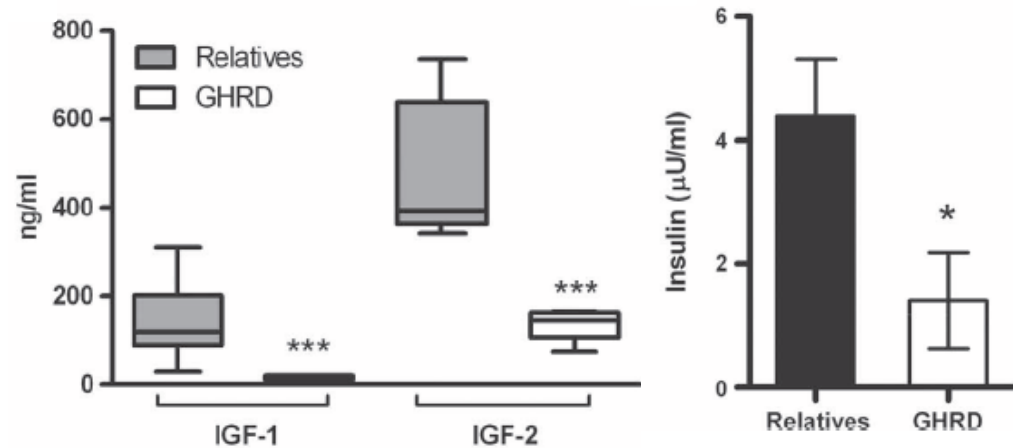 800
600
400
200
0
ng/ml
Relatives
GHRD
***
***
IGF-1
IGF-2
6
4
2
0
Insulin (μU/ml)
*
Relatives
GHRD